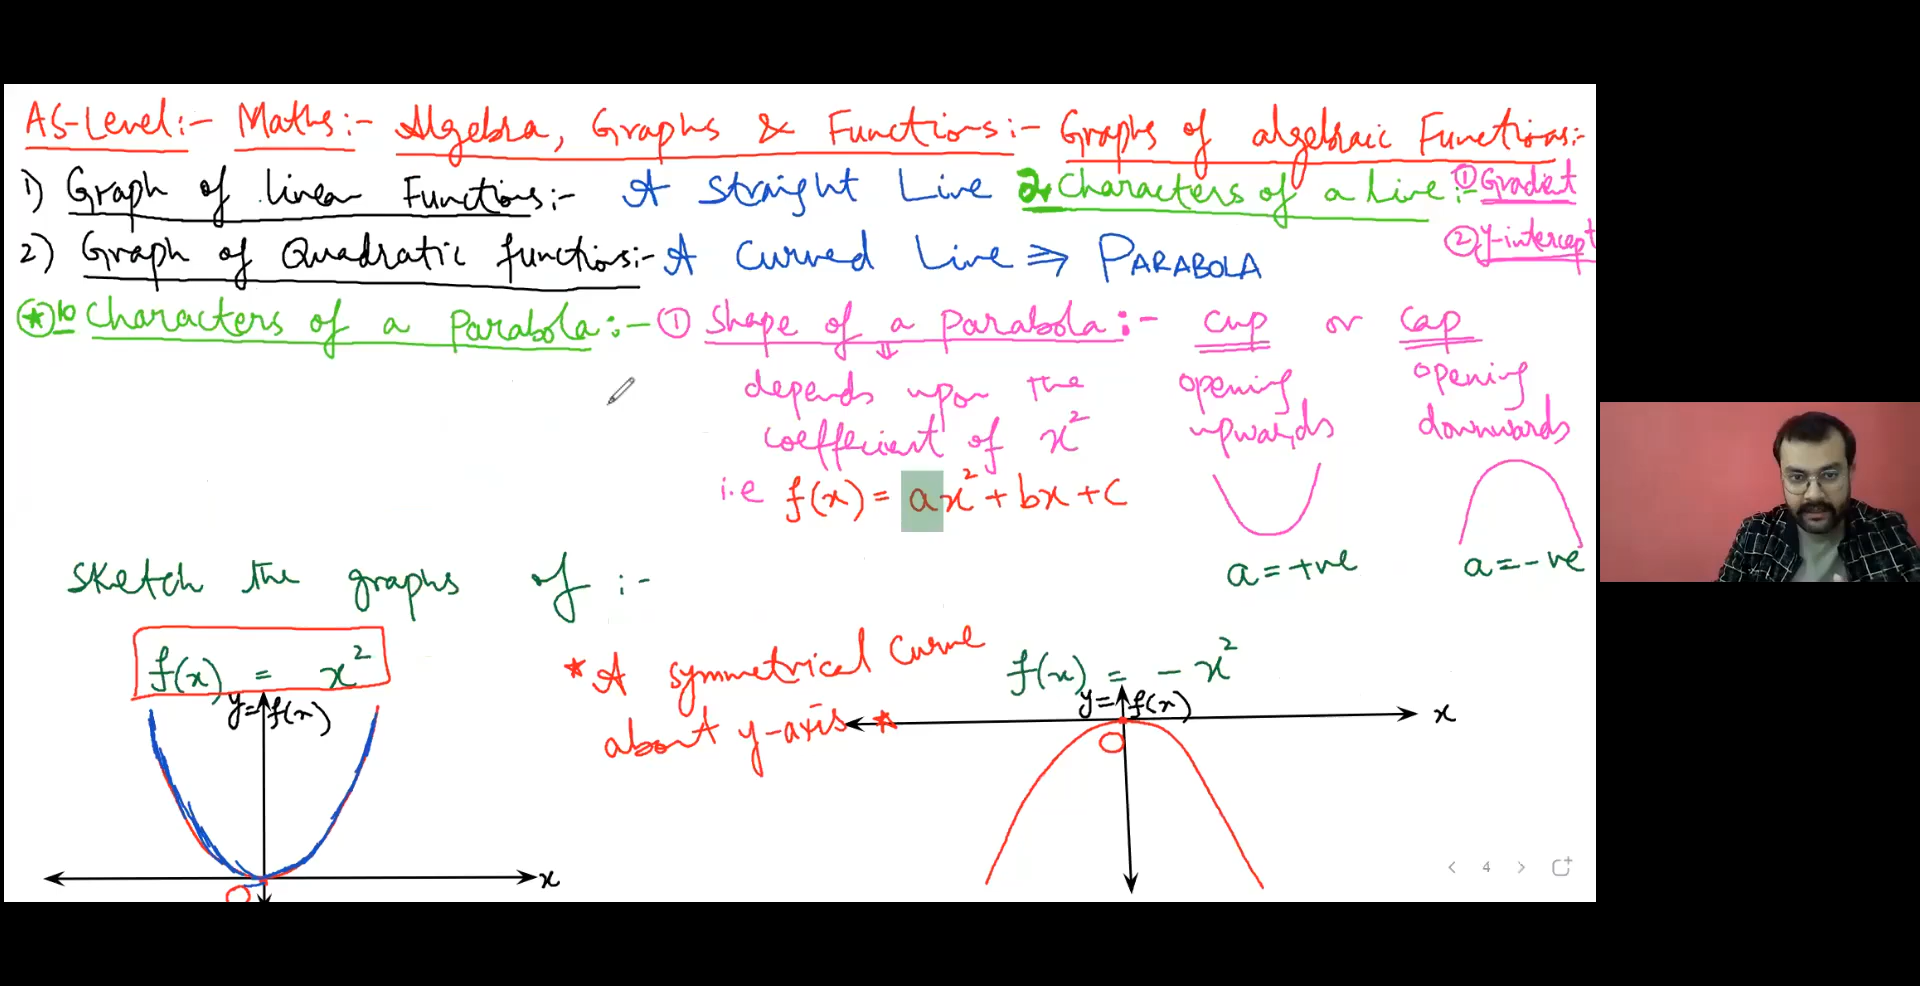 AS-Level:- Maths:- Algebra, Graphs & Functions:- Graphs of algebraic Functions:-
1) Graph of linear Functions:- A Straight Line 2 Characters of a Line:- ① Gradiet
② y-intercept
2) Graph of Quadratic functions:- A Curved Line ⇒ PARABOLA
Characters of a Parabola:- ① Shape of a parabola:- cup or cap
depends upon the
coefficient of x²
opening
upwards
opening
downwards
i.e f(x) = ax² + bx + c
a = +ve
a = -ve
Sketch the graphs of :-
f(x) = x²
y=f(x)
x
O
* A symmetrical Curve
about y-axis *
f(x) = - x²
y=f(x)
x
O
< 4 >